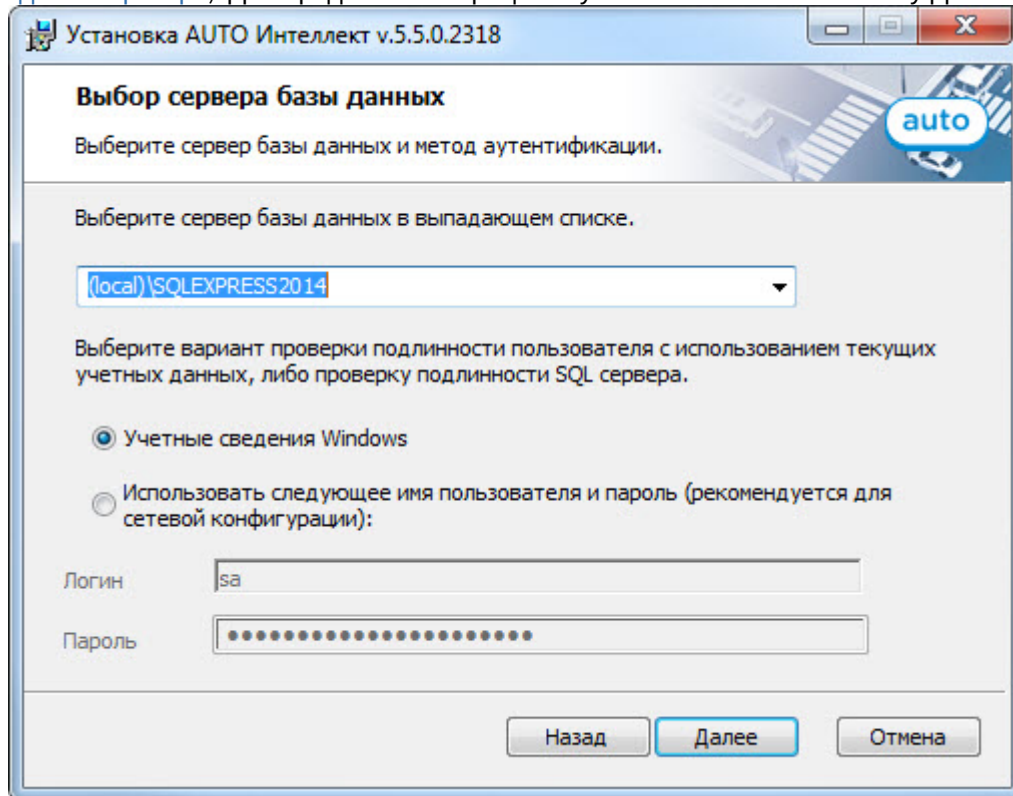 Установка AUTO Интеллект v.5.5.0.2318
Выбор сервера базы данных
Выберите сервер базы данных и метод аутентификации.
auto
Выберите сервер базы данных в выпадающем списке.
(local)\SQLEXPRESS2014
Выберите вариант проверки подлинности пользователя с использованием текущих
учетных данных, либо проверку подлинности SQL сервера.
Учетные сведения Windows
Использовать следующее имя пользователя и пароль (рекомендуется для
сетевой конфигурации):
Логин
sa
Пароль
Назад
Далее
Отмена